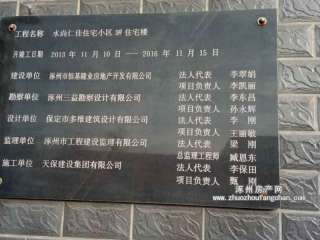 工程名称 水尚仁佳住宅小区 3# 住宅楼
开竣工日期 2013 年 11 月 10 日 —— 2016 年 11 月 15 日
建设单位 涿州市恒基隆业房地产开发有限公司 法人代表 李翠娟
项目负责人 李凯丽
勘察单位 涿州三益勘察设计有限公司 法人代表 李东昌
项目负责人 孙永辉
设计单位 保定市多维建筑设计有限公司 法人代表 李刚
项目负责人 王丽敏
监理单位 涿州市工程建设监理有限公司 法人代表 梁刚
总监理工程师 臧恩东
施工单位 天保建设集团有限公司 法人代表 李保田
项目负责人 甄刚
涿州房产网
www.zhuozhoufangchan.com